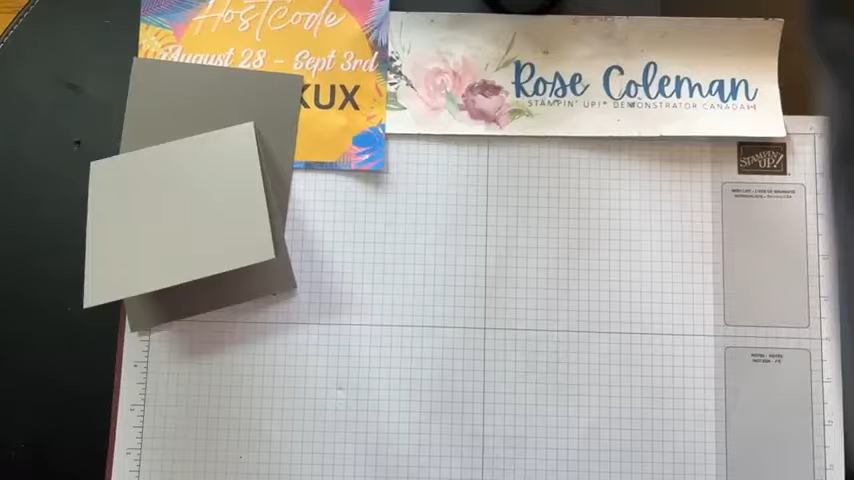 HostCode
August 28 - Sept 3rd
KUX
Rose Coleman
STAMPIN' UP!® DEMONSTRATOR CANADA
STAMPIN' UP!